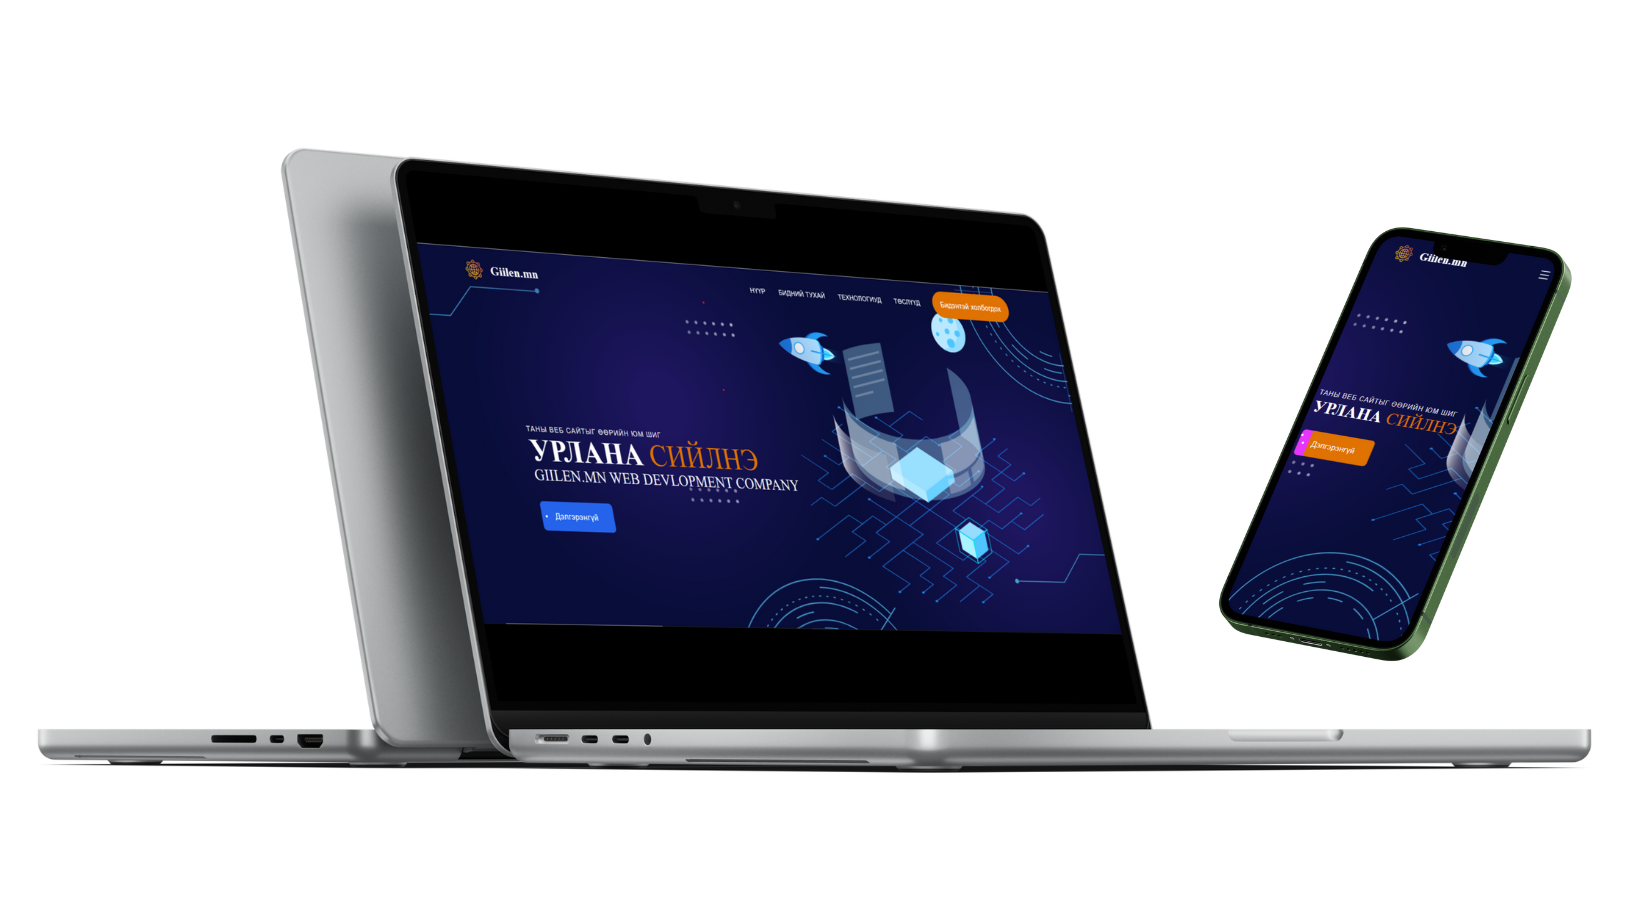 Giilen.mn
НҮҮР БИДНИЙ ТУХАЙ ТЕХНОЛОГИУД ТӨСЛҮҮД Бидэнтэй холбогдох
ТАНЫ ВЕБ САЙТЫГ ӨӨРИЙН ЮМ ШИГ
УРЛАНА СИЙЛНЭ
GIILEN.MN WEB DEVLOPMENT COMPANY
Дэлгэрэнгүй
Giilen.mn
ТАНЫ ВЕБ САЙТЫГ ӨӨРИЙН ЮМ ШИГ
УРЛАНА СИЙЛНЭ
Дэлгэрэнгүй